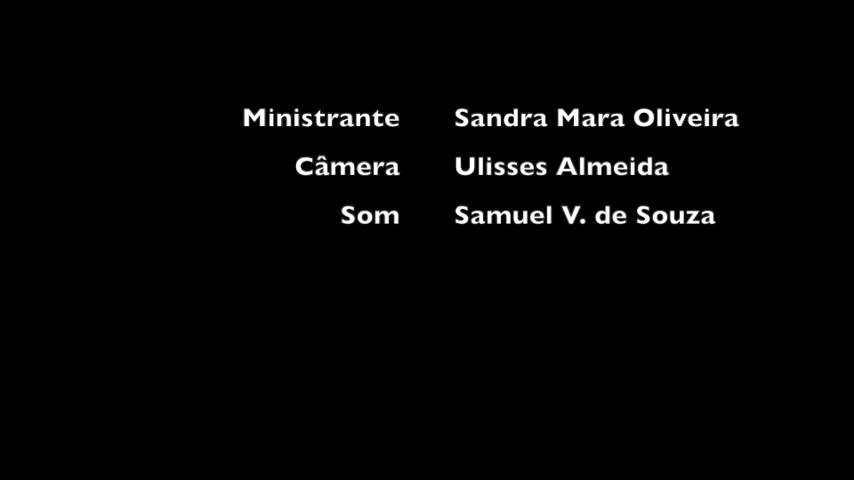 Ministrante Sandra Mara Oliveira
Câmera Ulisses Almeida
Som Samuel V. de Souza